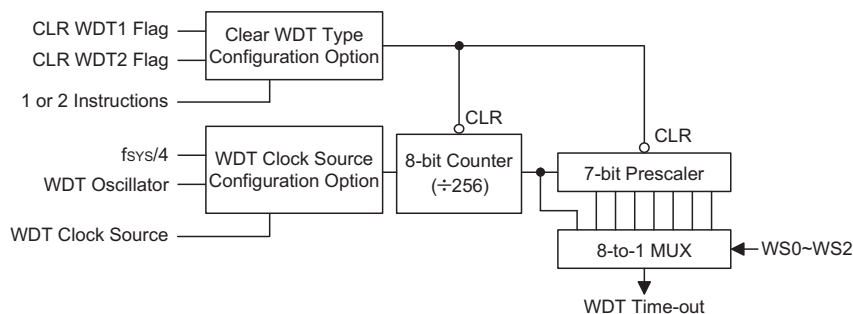 CLR WDT1 Flag
CLR WDT2 Flag
1 or 2 Instructions
Clear WDT Type
Configuration Option
CLR
CLR
fSYS/4
WDT Oscillator
WDT Clock Source
WDT Clock Source
Configuration Option
8-bit Counter
(÷256)
7-bit Prescaler
8-to-1 MUX
WS0~WS2
WDT Time-out